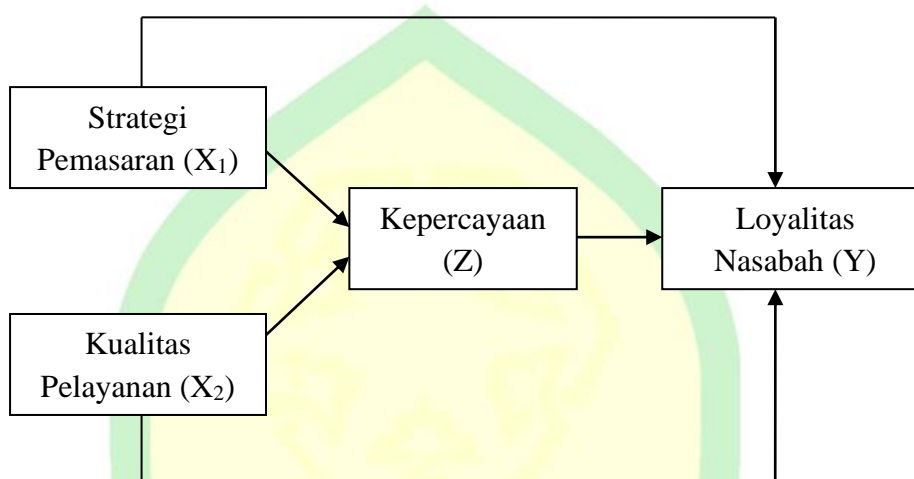 Strategi
Pemasaran (X₁)
Kepercayaan
(Z)
Loyalitas
Nasabah (Y)
Kualitas
Pelayanan (X₂)